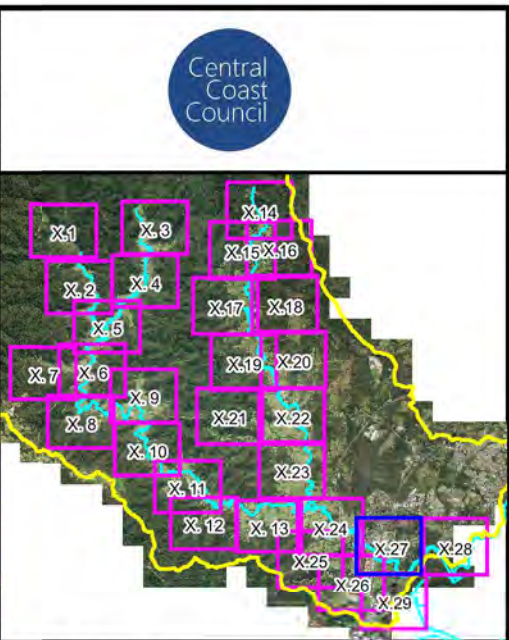 Central
Coast
Council
X.1
X. 3
X.14
X.15
X.16
X. 2
X. 4
X.17
X.18
X. 5
X. 7
X. 6
X.19
X.20
X. 9
X. 8
X.21
X.22
X. 10
X.23
X. 11
X. 12
X. 13
X.24
X.27
X.28
X.25
X.26
X.29